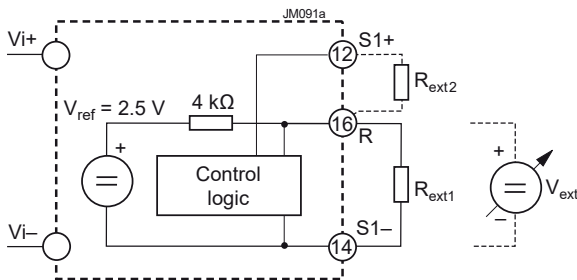 JM091a
Vi+
12
S1+
Rext2
Vref = 2.5 V
4 kΩ
16
R
+
Control
logic
Rext1
+
Vext
–
Vi–
S1–
14